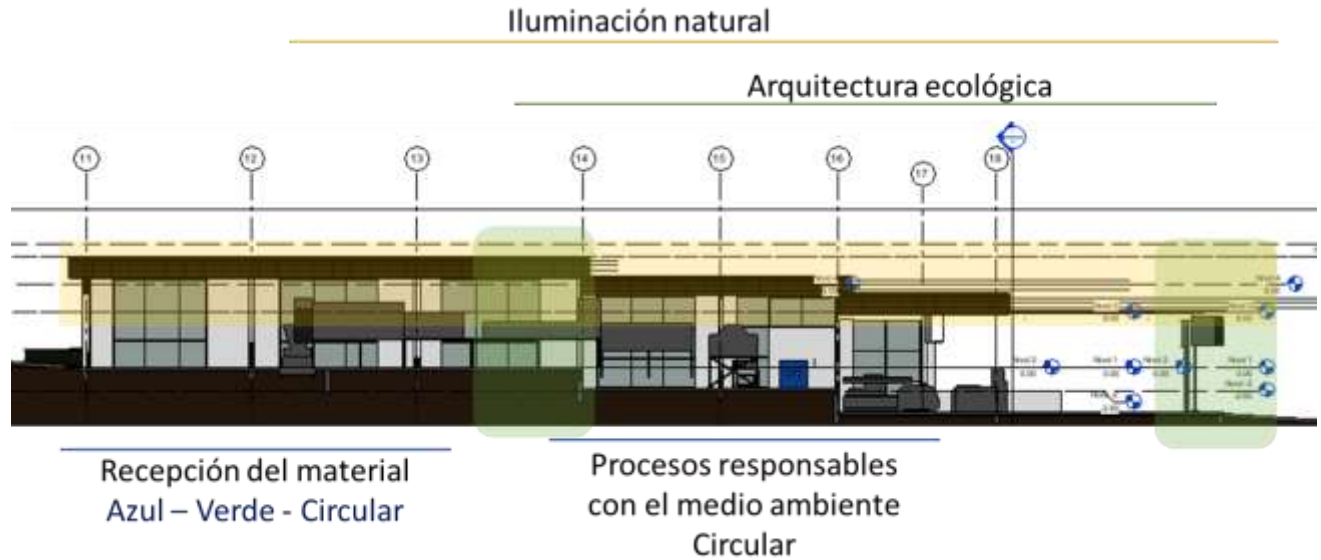 Iluminación natural
Arquitectura ecológica
11 12 13 14 15 16 17 18
Recepción del material
Azul – Verde - Circular
Procesos responsables
con el medio ambiente
Circular